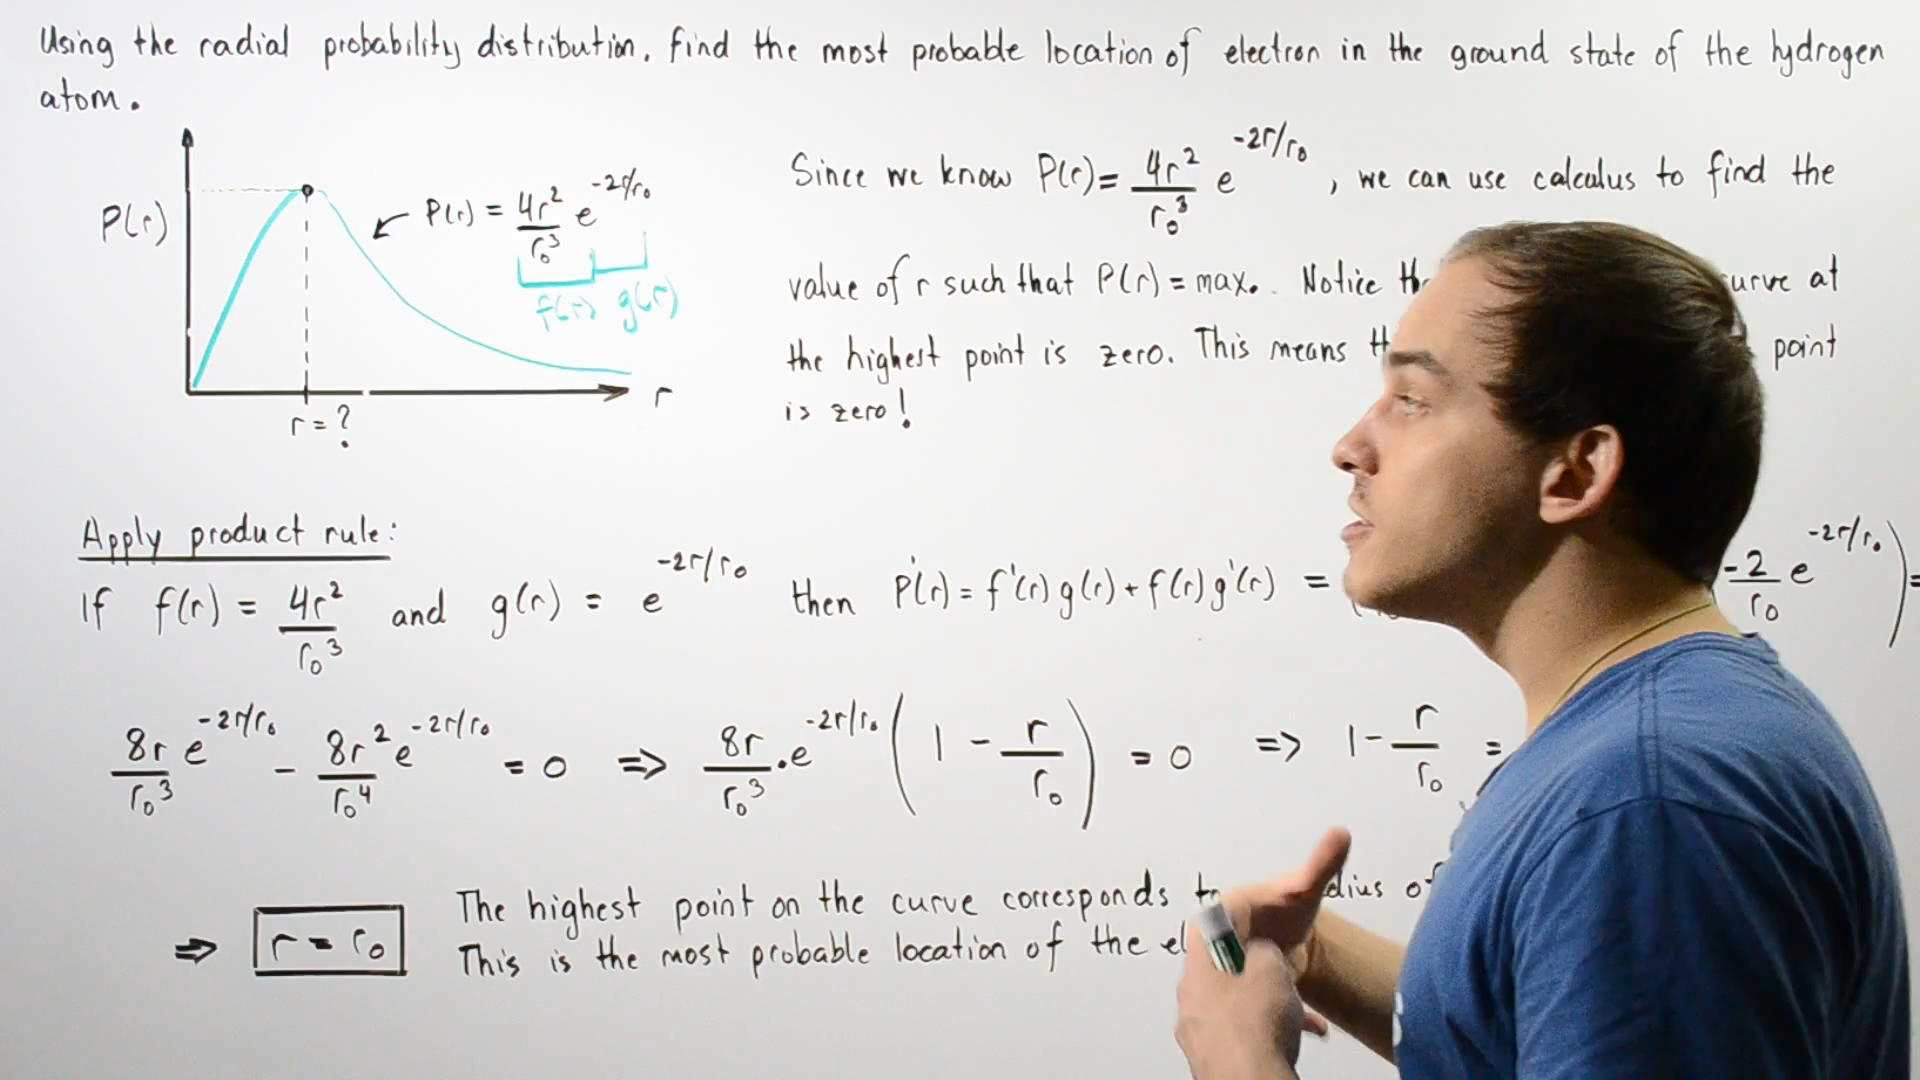 Using the radial probability distribution, find the most probable location of electron in the ground state of the hydrogen
atom.
P(r)
P(r) = 4r²/r₀³ e^(-2r/r₀)
f(r) g(r)
r
r = ?
Since we know P(r) = 4r²/r₀³ e^(-2r/r₀), we can use calculus to find the
value of r such that P(r) = max. Notice curve at
the highest point is zero. This means point
is zero!
Apply product rule:
If f(r) = 4r²/r₀³ and g(r) = e^(-2r/r₀) then P'(r) = f'(r) g(r) + f(r) g'(r) = -2/r₀ e^(-2r/r₀)) =
8r/r₀³ e^(-2r/r₀) - 8r²/r₀⁴ e^(-2r/r₀) = 0 ⇒ 8r/r₀³ · e^(-2r/r₀) (1 - r/r₀) = 0 ⇒ 1 - r/r₀ =
⇒ r = r₀
The highest point on the curve corresponds
This is the most probable location of the